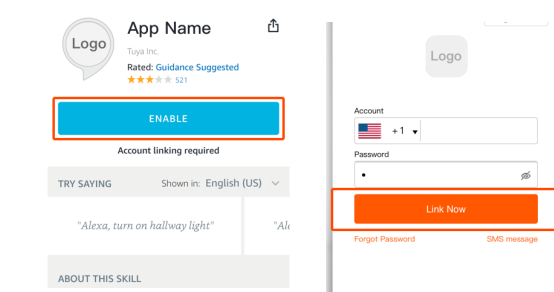 Logo
App Name
Tuya Inc.
Rated: Guidance Suggested
521
ENABLE
Account linking required
TRY SAYING
Shown in: English (US)
"Alexa, turn on hallway light"
"Al
ABOUT THIS SKILL
Logo
Account
+1
Password
Link Now
Forgot Password
SMS message